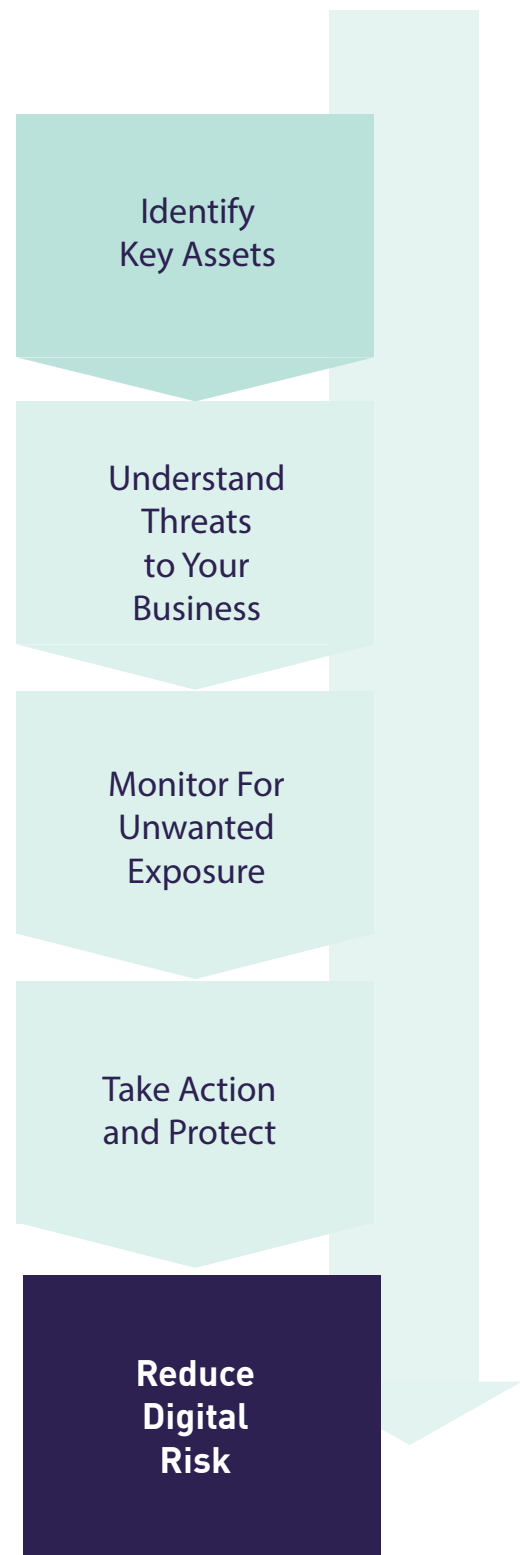 Identify
Key Assets
Understand
Threats
to Your
Business
Monitor For
Unwanted
Exposure
Take Action
and Protect
Reduce
Digital
Risk